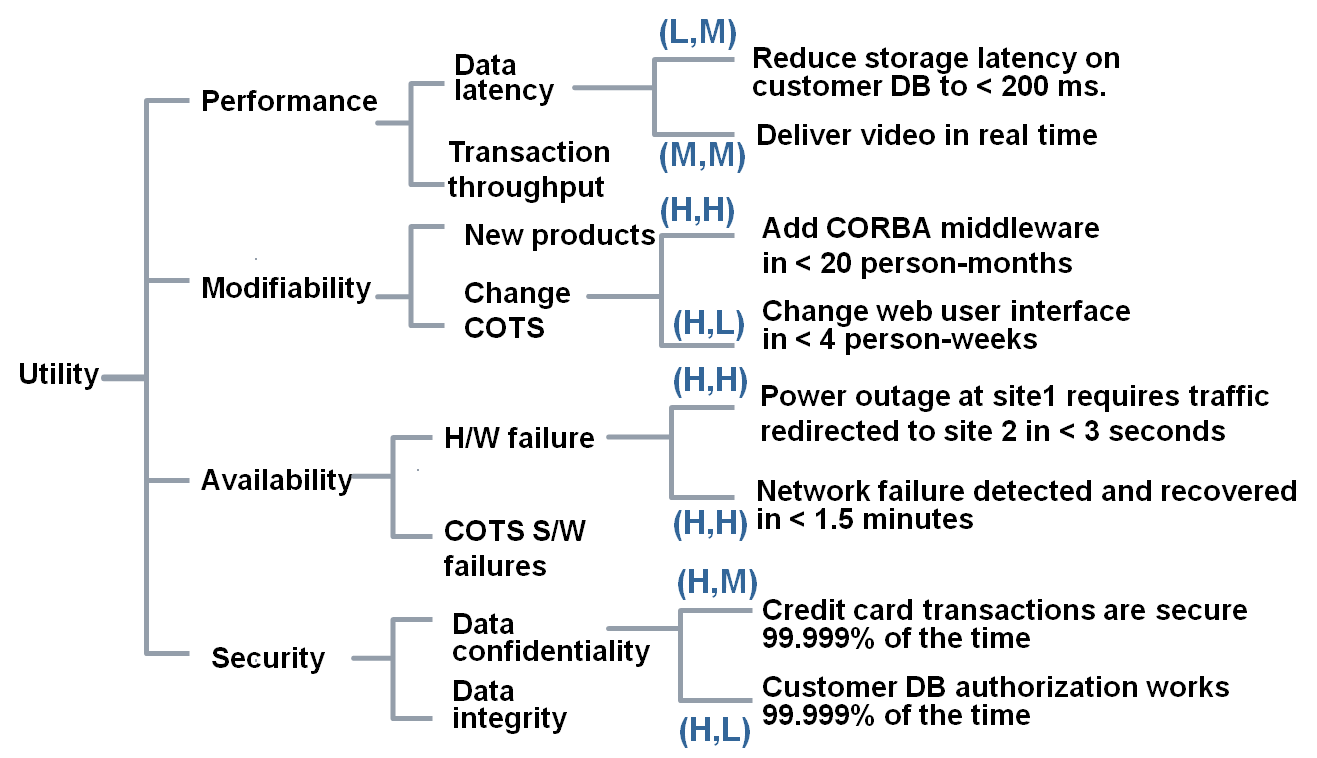 Utility
Performance
Data
latency
(L,M)
Reduce storage latency on
customer DB to < 200 ms.
(M,M)
Deliver video in real time
Transaction
throughput
Modifiability
New products
Change
COTS
(H,H)
Add CORBA middleware
in < 20 person-months
(H,L)
Change web user interface
in < 4 person-weeks
Availability
H/W failure
(H,H)
Power outage at site1 requires traffic
redirected to site 2 in < 3 seconds
(H,H)
Network failure detected and recovered
in < 1.5 minutes
COTS S/W
failures
Security
Data
confidentiality
(H,M)
Credit card transactions are secure
99.999% of the time
(H,L)
Customer DB authorization works
99.999% of the time
Data
integrity